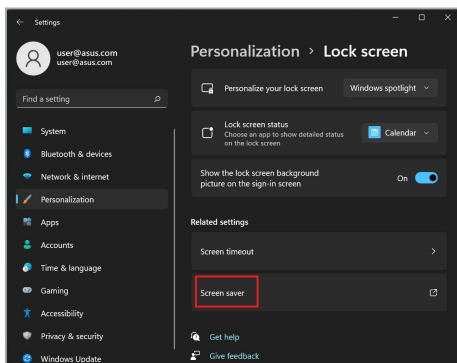 Settings
user@asus.com
user@asus.com
Find a setting
System
Bluetooth & devices
Network & internet
Personalization
Apps
Accounts
Time & language
Gaming
Accessibility
Privacy & security
Windows Update
Personalization > Lock screen
Personalize your lock screen
Windows spotlight
Lock screen status
Choose an app to show detailed status
on the lock screen
Calendar
Show the lock screen background
picture on the sign-in screen
On
Related settings
Screen timeout
Screen saver
Get help
Give feedback